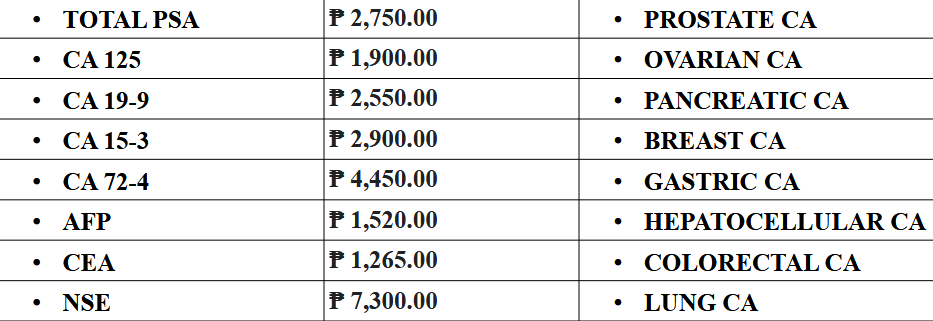 • TOTAL PSA ₱ 2,750.00 • PROSTATE CA
• CA 125 ₱ 1,900.00 • OVARIAN CA
• CA 19-9 ₱ 2,550.00 • PANCREATIC CA
• CA 15-3 ₱ 2,900.00 • BREAST CA
• CA 72-4 ₱ 4,450.00 • GASTRIC CA
• AFP ₱ 1,520.00 • HEPATOCELLULAR CA
• CEA ₱ 1,265.00 • COLORECTAL CA
• NSE ₱ 7,300.00 • LUNG CA